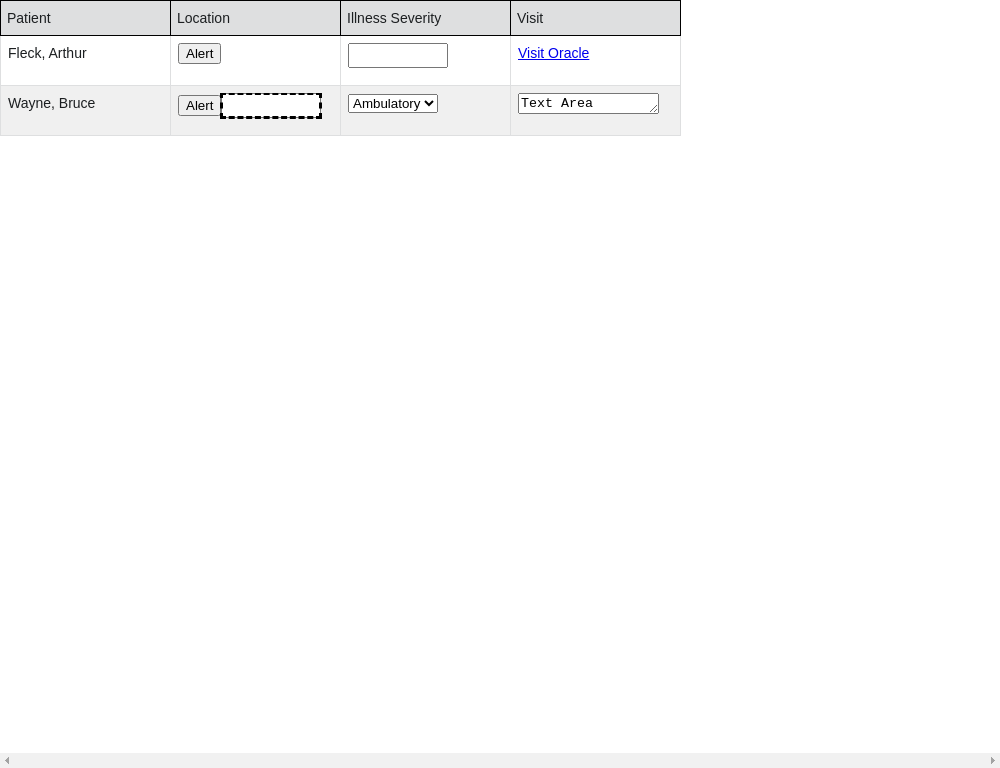 Patient Location Illness Severity Visit
Fleck, Arthur Alert Visit Oracle
Wayne, Bruce Alert Ambulatory Text Area